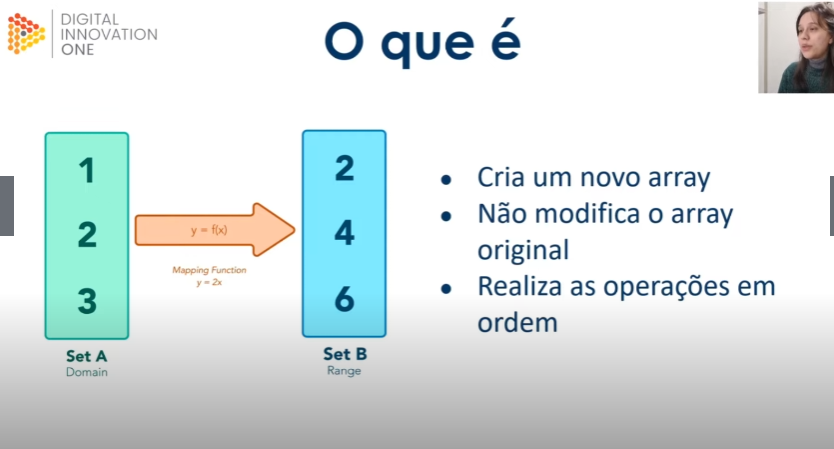 DIGITAL
INNOVATION
ONE
O que é
1
2
3
y = f(x)
Mapping Function
y = 2x
2
4
6
Set A
Domain
Set B
Range
• Cria um novo array
• Não modifica o array
original
• Realiza as operações em
ordem